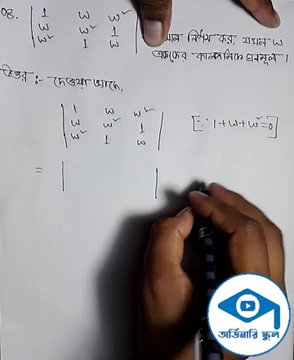 08. | 1 ω ω² |
| ω ω² 1 | মান নির্ণয় কর, যখন ω
| ω² 1 ω | এককের কাল্পনিক ঘনমূল।
উত্তর :- দেওয়া আছে,
| 1 ω ω² |
| ω ω² 1 | [∵ 1+ω+ω²=0]
| ω² 1 ω |
= | |
অর্ডিনারি স্কুল